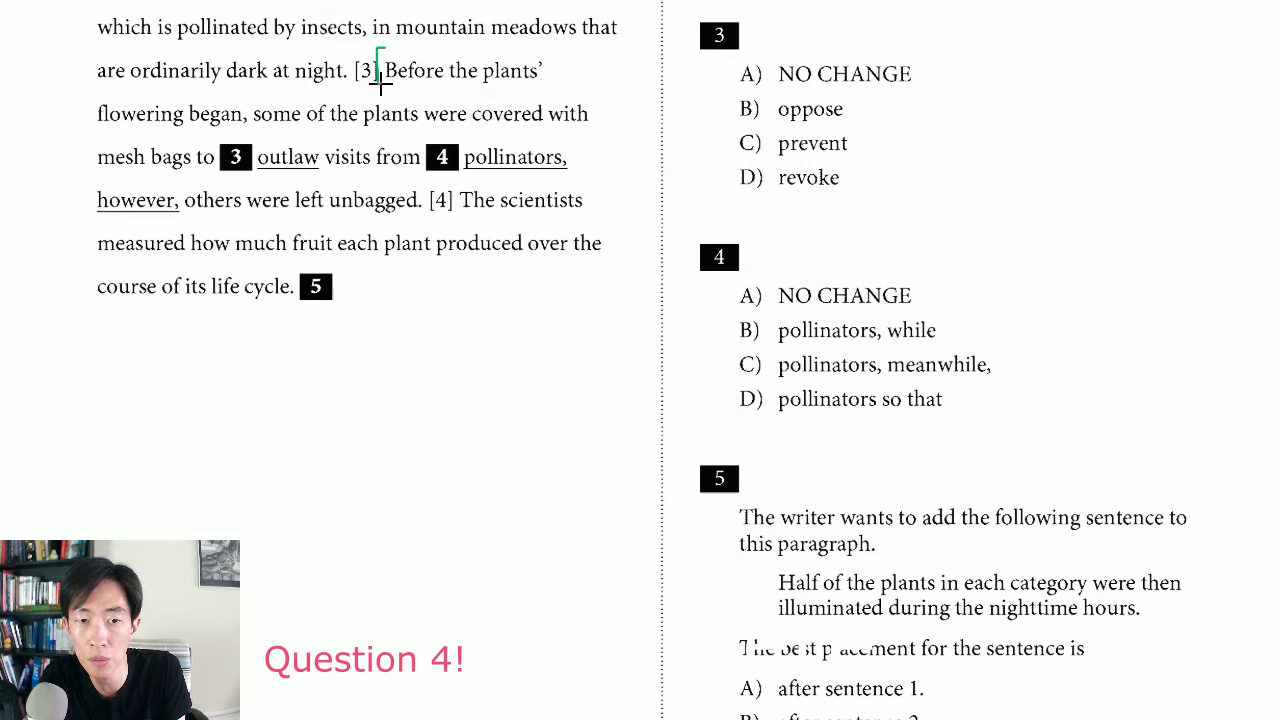 which is pollinated by insects, in mountain meadows that
are ordinarily dark at night. [3] Before the plants’
flowering began, some of the plants were covered with
mesh bags to 3 outlaw visits from 4 pollinators,
however, others were left unbagged. [4] The scientists
measured how much fruit each plant produced over the
course of its life cycle. 5
3
A) NO CHANGE
B) oppose
C) prevent
D) revoke
4
A) NO CHANGE
B) pollinators, while
C) pollinators, meanwhile,
D) pollinators so that
5
The writer wants to add the following sentence to
this paragraph.
Half of the plants in each category were then
illuminated during the nighttime hours.
The best placement for the sentence is
A) after sentence 1.
Question 4!